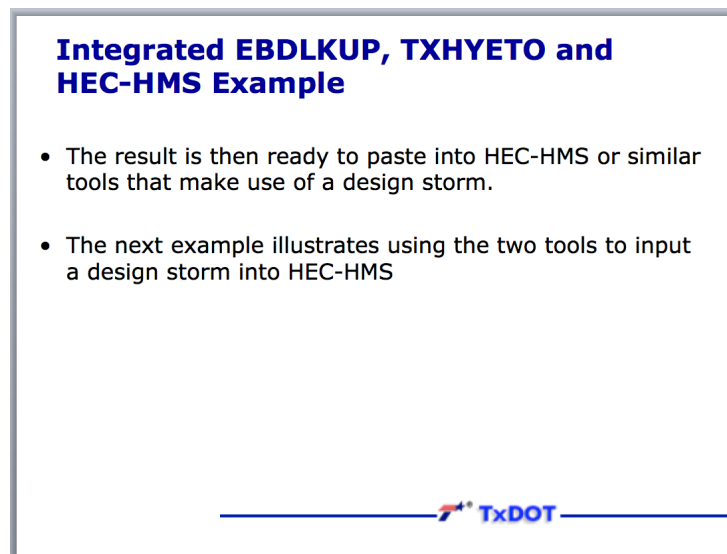 Integrated EBDLKUP, TXHYETO and
HEC-HMS Example
• The result is then ready to paste into HEC-HMS or similar
tools that make use of a design storm.
• The next example illustrates using the two tools to input
a design storm into HEC-HMS
TxDOT